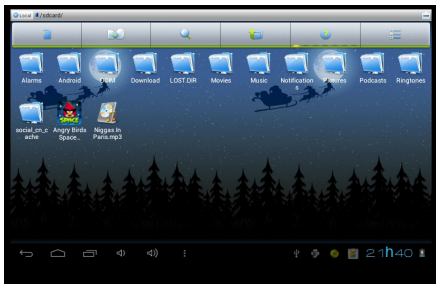 Local /sdcard/
Alarms Android DCIM Download LOST.DIR Movies Music Notification
s Pictures Podcasts Ringtones
social_cn_c
ache Angry Birds
Space... Niggas In
Paris.mp3
21h40